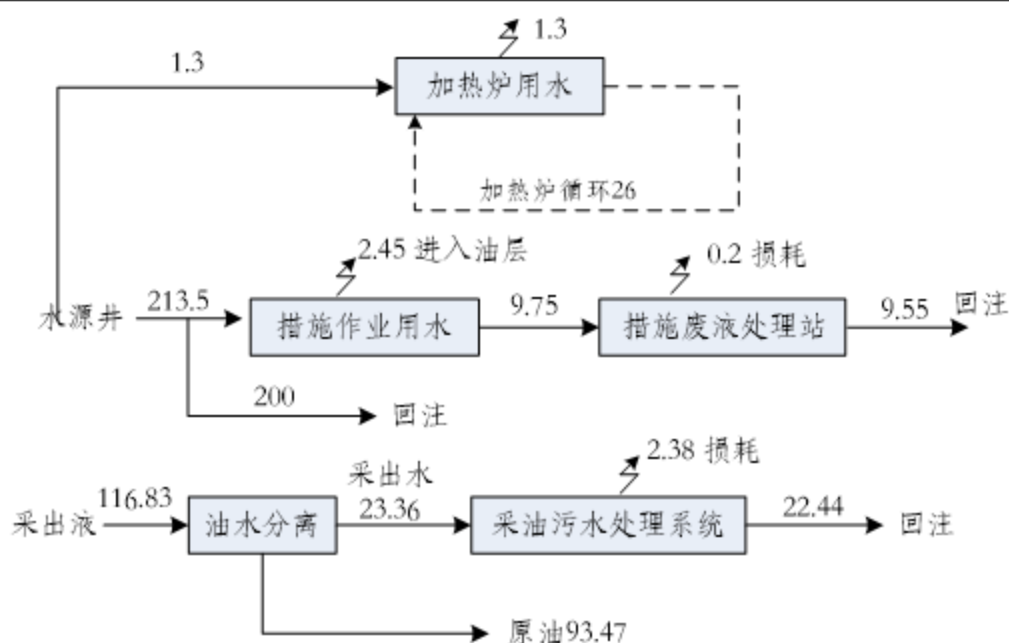 1.3
1.3
加热炉用水
加热炉循环26
2.45 进入油层
0.2 损耗
水源井
213.5
措施作业用水
9.75
措施废液处理站
9.55
回注
200
回注
采出液
116.83
油水分离
采出水
23.36
2.38 损耗
采油污水处理系统
22.44
回注
原油93.47